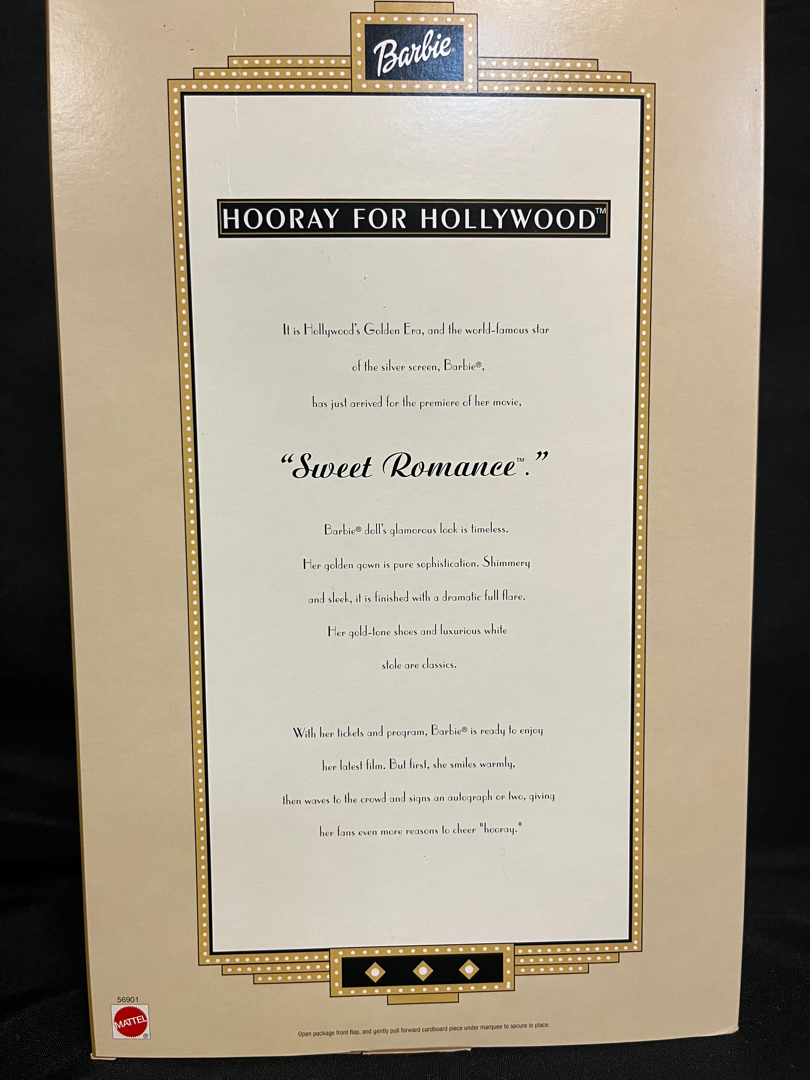 Barbie®
HOORAY FOR HOLLYWOOD™
It is Hollywood's Golden Era, and the world-famous star
of the silver screen, Barbie®,
has just arrived for the premiere of her movie,
“Sweet Romance™.”
Barbie® doll's glamorous look is timeless.
Her golden gown is pure sophistication. Shimmery
and sleek, it is finished with a dramatic full flare.
Her gold-tone shoes and luxurious white
stole are classics.
With her tickets and program, Barbie® is ready to enjoy
her latest film. But first, she smiles warmly,
then waves to the crowd and signs an autograph or two, giving
her fans even more reasons to cheer "hooray."
56901
MATTEL®
Open package front flap, and gently pull forward cardboard piece under marquee to secure in place.